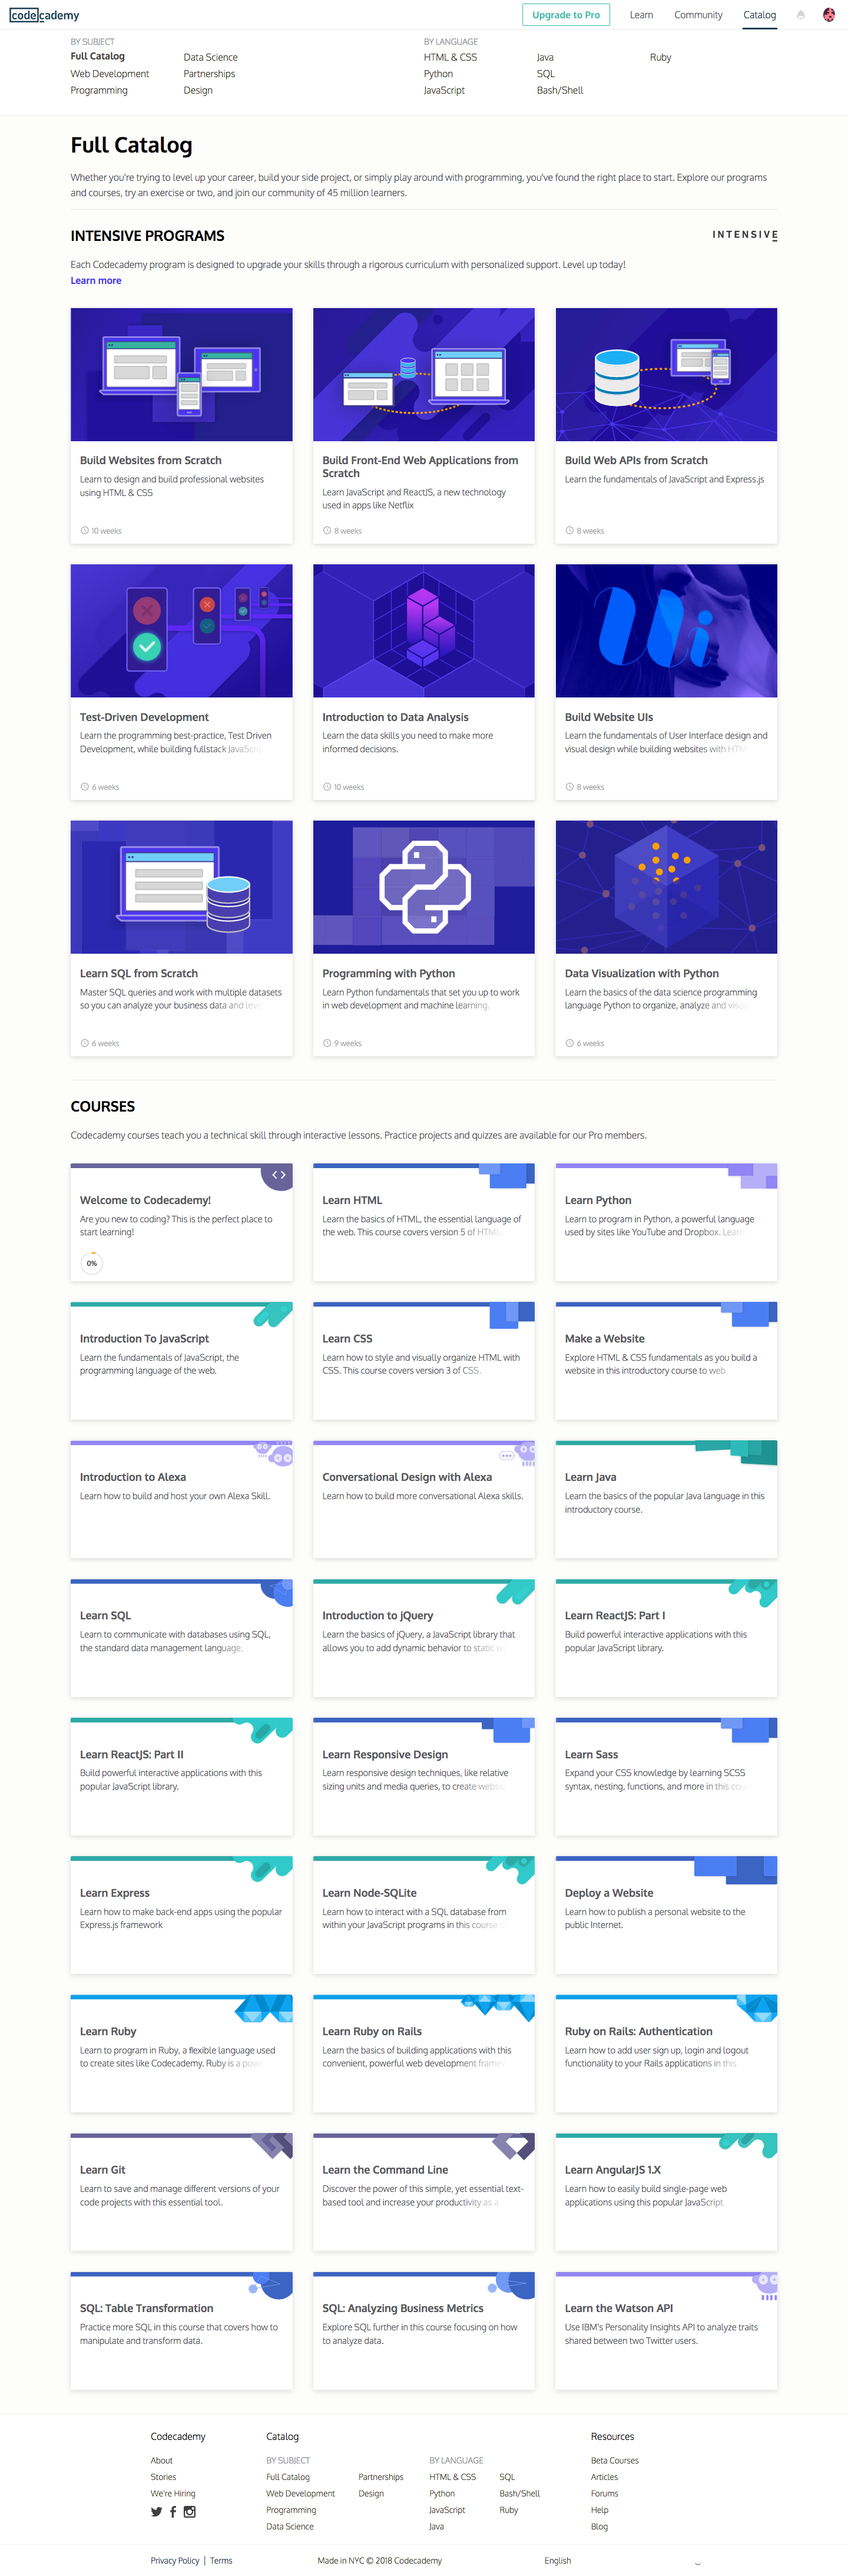 codecademy
Upgrade to Pro
Learn
Community
Catalog
BY SUBJECT
Full Catalog
Web Development
Programming
Data Science
Partnerships
Design
BY LANGUAGE
HTML & CSS
Python
JavaScript
Java
SQL
Bash/Shell
Ruby
Full Catalog
Whether you're trying to level up your career, build your side project, or simply play around with programming, you've found the right place to start. Explore our programs
and courses, try an exercise or two, and join our community of 45 million learners.
INTENSIVE PROGRAMS
INTENSIVE
Each Codecademy program is designed to upgrade your skills through a rigorous curriculum with personalized support. Level up today!
Learn more
Build Websites from Scratch
Learn to design and build professional websites
using HTML & CSS
10 weeks
Build Front-End Web Applications from
Scratch
Learn JavaScript and ReactJS, a new technology
used in apps like Netflix
8 weeks
Build Web APIs from Scratch
Learn the fundamentals of JavaScript and Express.js
8 weeks
Test-Driven Development
Learn the programming best-practice, Test Driven
Development, while building fullstack JavaScrip
6 weeks
Introduction to Data Analysis
Learn the data skills you need to make more
informed decisions.
10 weeks
Ui
Build Website UIs
Learn the fundamentals of User Interface design and
visual design while building websites with HTM
8 weeks
Learn SQL from Scratch
Master SQL queries and work with multiple datasets
so you can analyze your business data and leve
6 weeks
Programming with Python
Learn Python fundamentals that set you up to work
in web development and machine learning.
9 weeks
Data Visualization with Python
Learn the basics of the data science programming
language Python to organize, analyze and visu
6 weeks
COURSES
Codecademy courses teach you a technical skill through interactive lessons. Practice projects and quizzes are available for our Pro members.
Welcome to Codecademy!
Are you new to coding? This is the perfect place to
start learning!
0%
Learn HTML
Learn the basics of HTML, the essential language of
the web. This course covers version 5 of HTML.
Learn Python
Learn to program in Python, a powerful language
used by sites like YouTube and Dropbox. Learn
Introduction To JavaScript
Learn the fundamentals of JavaScript, the
programming language of the web.
Learn CSS
Learn how to style and visually organize HTML with
CSS. This course covers version 3 of CSS.
Make a Website
Explore HTML & CSS fundamentals as you build a
website in this introductory course to web
Introduction to Alexa
Learn how to build and host your own Alexa Skill.
Conversational Design with Alexa
Learn how to build more conversational Alexa skills.
Learn Java
Learn the basics of the popular Java language in this
introductory course.
Learn SQL
Learn to communicate with databases using SQL,
the standard data management language.
Introduction to jQuery
Learn the basics of jQuery, a JavaScript library that
allows you to add dynamic behavior to static w
Learn ReactJS: Part I
Build powerful interactive applications with this
popular JavaScript library.
Learn ReactJS: Part II
Build powerful interactive applications with this
popular JavaScript library.
Learn Responsive Design
Learn responsive design techniques, like relative
sizing units and media queries, to create websi
Learn Sass
Expand your CSS knowledge by learning SCSS
syntax, nesting, functions, and more in this cou
Learn Express
Learn how to make back-end apps using the popular
Express.js framework
Learn Node-SQLite
Learn how to interact with a SQL database from
within your JavaScript programs in this course
Deploy a Website
Learn how to publish a personal website to the
public Internet.
Learn Ruby
Learn to program in Ruby, a flexible language used
to create sites like Codecademy. Ruby is a pow
Learn Ruby on Rails
Learn the basics of building applications with this
convenient, powerful web development frame
Ruby on Rails: Authentication
Learn how to add user sign up, login and logout
functionality to your Rails applications in this
Learn Git
Learn to save and manage different versions of your
code projects with this essential tool.
Learn the Command Line
Discover the power of this simple, yet essential text-
based tool and increase your productivity as a
Learn AngularJS 1.X
Learn how to easily build single-page web
applications using this popular JavaScript
SQL: Table Transformation
Practice more SQL in this course that covers how to
manipulate and transform data.
SQL: Analyzing Business Metrics
Explore SQL further in this course focusing on how
to analyze data.
Learn the Watson API
Use IBM's Personality Insights API to analyze traits
shared between two Twitter users.
Codecademy
About
Stories
We're Hiring
Catalog
BY SUBJECT
Full Catalog
Web Development
Programming
Data Science
Partnerships
Design
BY LANGUAGE
HTML & CSS
Python
JavaScript
Java
SQL
Bash/Shell
Ruby
Resources
Beta Courses
Articles
Forums
Help
Blog
Privacy Policy | Terms
Made in NYC © 2018 Codecademy
English